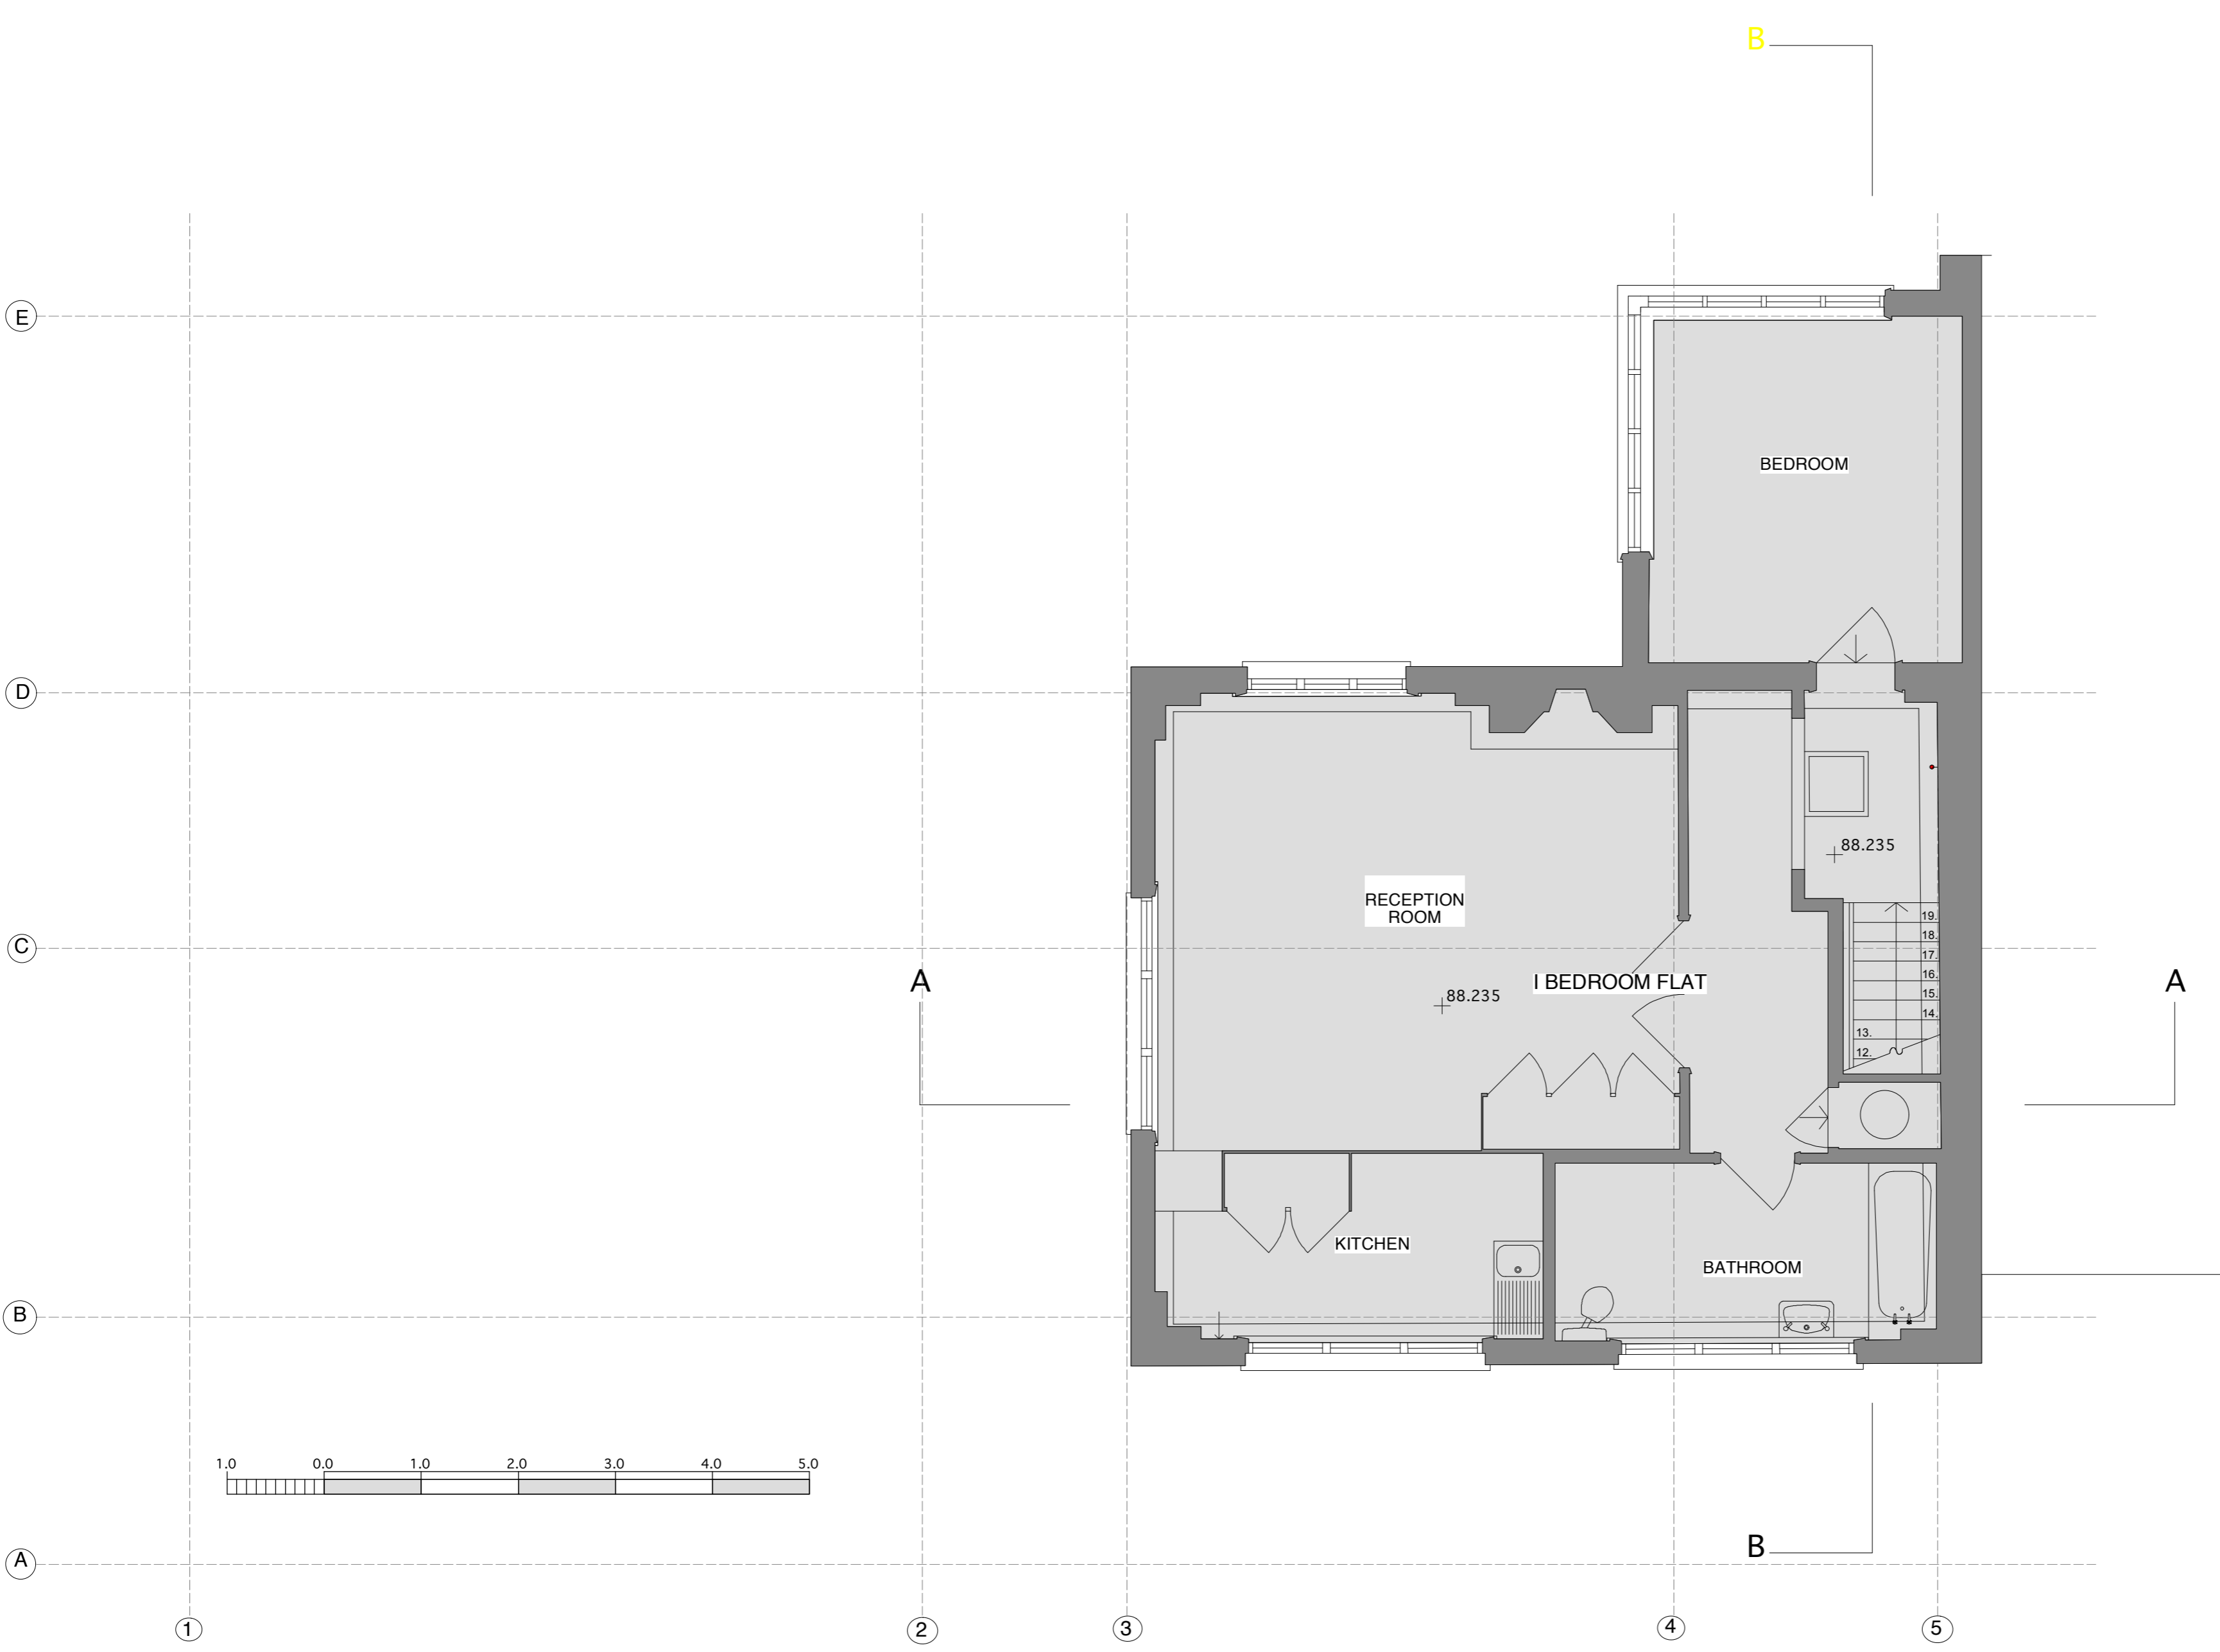 B
E
BEDROOM
D
88.235
RECEPTION
ROOM
19.
18.
17.
16.
15.
14.
13.
12.
C
A
I BEDROOM FLAT
A
88.235
KITCHEN
BATHROOM
B
1.0 0.0 1.0 2.0 3.0 4.0 5.0
B
A
1 2 3 4 5